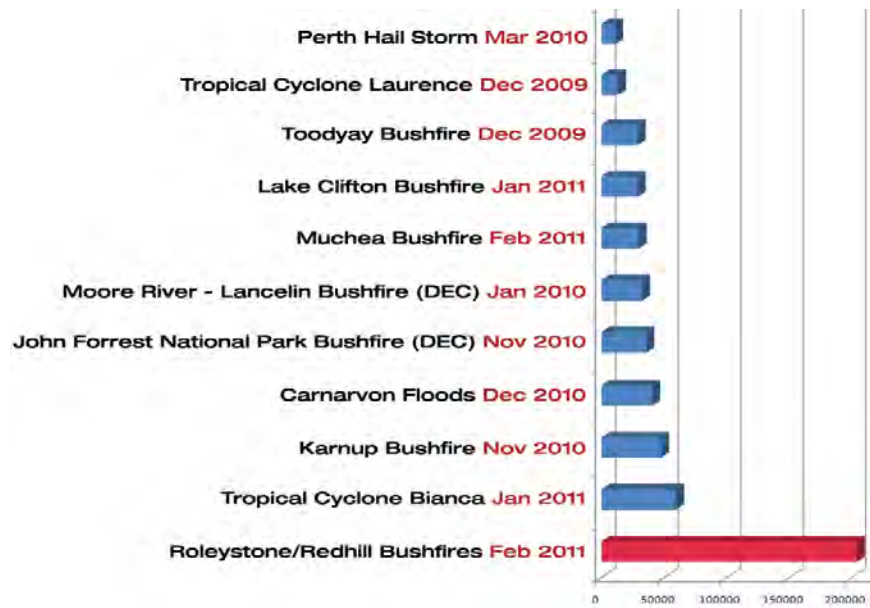 Perth Hail Storm Mar 2010
Tropical Cyclone Laurence Dec 2009
Toodyay Bushfire Dec 2009
Lake Clifton Bushfire Jan 2011
Muchea Bushfire Feb 2011
Moore River - Lancelin Bushfire (DEC) Jan 2010
John Forrest National Park Bushfire (DEC) Nov 2010
Carnarvon Floods Dec 2010
Karnup Bushfire Nov 2010
Tropical Cyclone Bianca Jan 2011
Roleystone/Redhill Bushfires Feb 2011
0 50000 100000 150000 200000